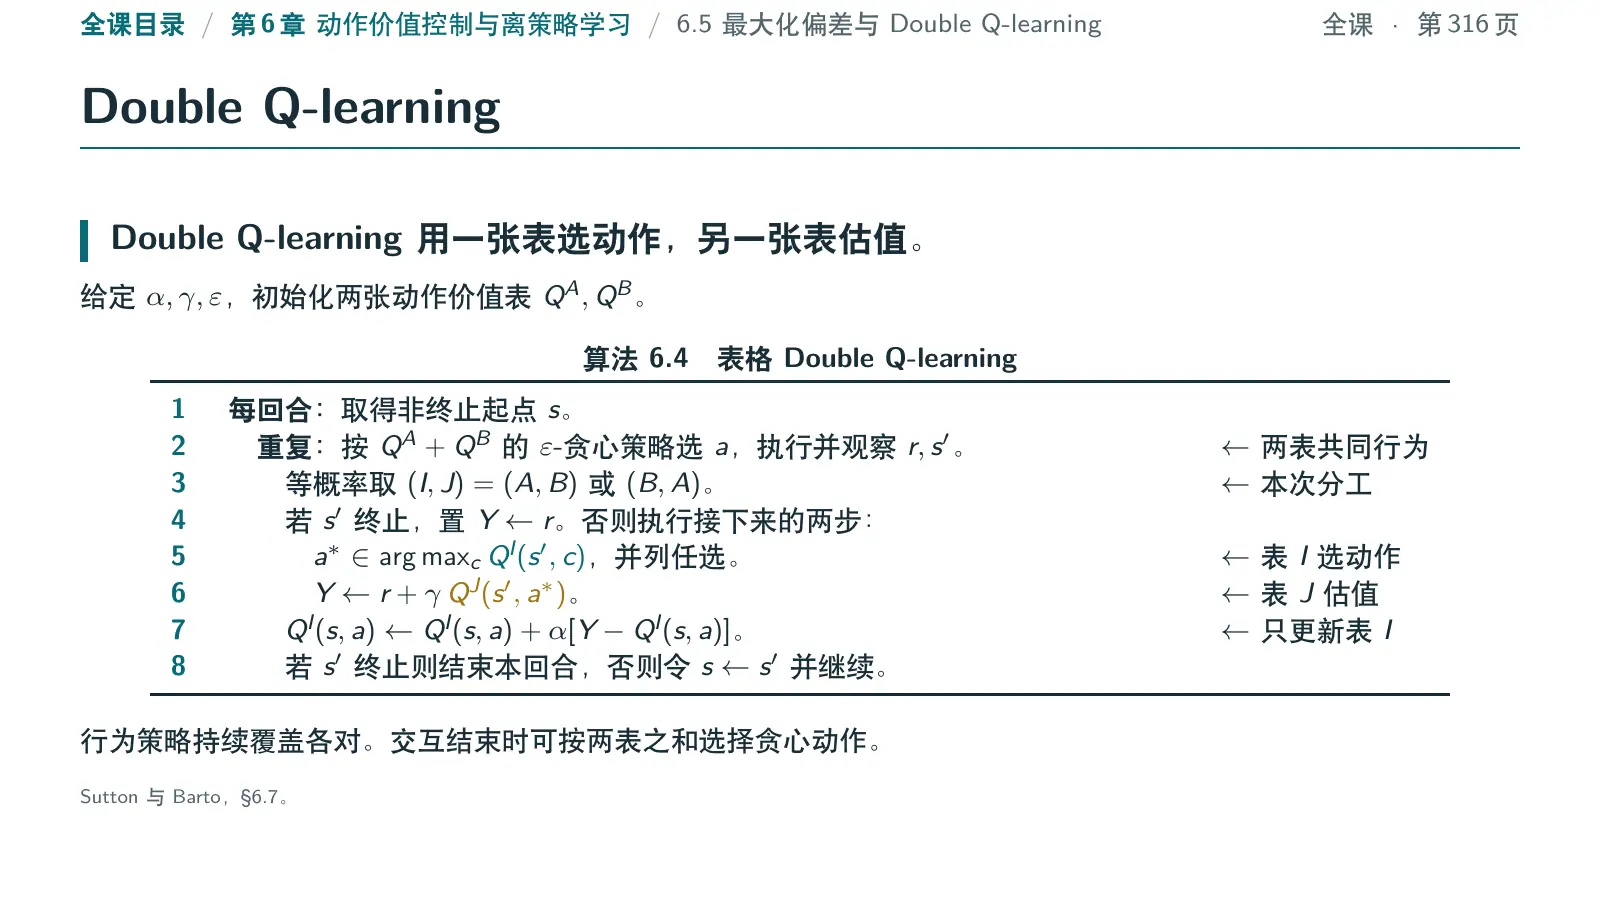 全课目录 / 第 6 章 动作价值控制与离策略学习 / 6.5 最大化偏差与 Double Q-learning 全课 · 第 316 页
Double Q-learning
Double Q-learning 用一张表选动作，另一张表估值。
给定 α, γ, ε，初始化两张动作价值表 Q^A, Q^B。
算法 6.4 表格 Double Q-learning
1 每回合：取得非终止起点 s。
2 重复：按 Q^A + Q^B 的 ε-贪心策略选 a，执行并观察 r, s′。 ← 两表共同行为
3 等概率取 (I, J) = (A, B) 或 (B, A)。 ← 本次分工
4 若 s′ 终止，置 Y ← r。否则执行接下来的两步：
5 a* ∈ arg max_c Q^I(s′, c)，并列任选。 ← 表 I 选动作
6 Y ← r + γ Q^J(s′, a*)。 ← 表 J 估值
7 Q^I(s, a) ← Q^I(s, a) + α[Y − Q^I(s, a)]。 ← 只更新表 I
8 若 s′ 终止则结束本回合，否则令 s ← s′ 并继续。
行为策略持续覆盖各对。交互结束时可按两表之和选择贪心动作。
Sutton 与 Barto，§6.7。